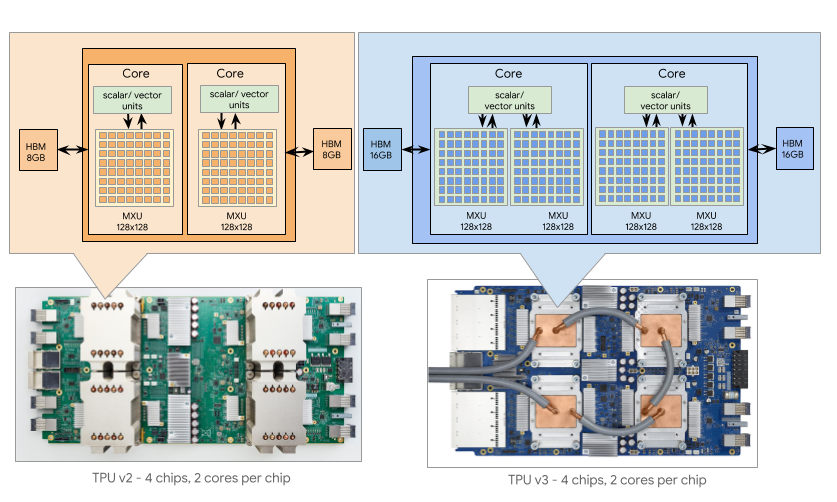 Core
scalar/ vector
units
HBM
8GB
MXU
128x128
Core
scalar/ vector
units
HBM
8GB
MXU
128x128
Core
scalar/
vector units
HBM
16GB
MXU
128x128
MXU
128x128
Core
scalar/
vector units
HBM
16GB
MXU
128x128
MXU
128x128
TPU v2 - 4 chips, 2 cores per chip
TPU v3 - 4 chips, 2 cores per chip